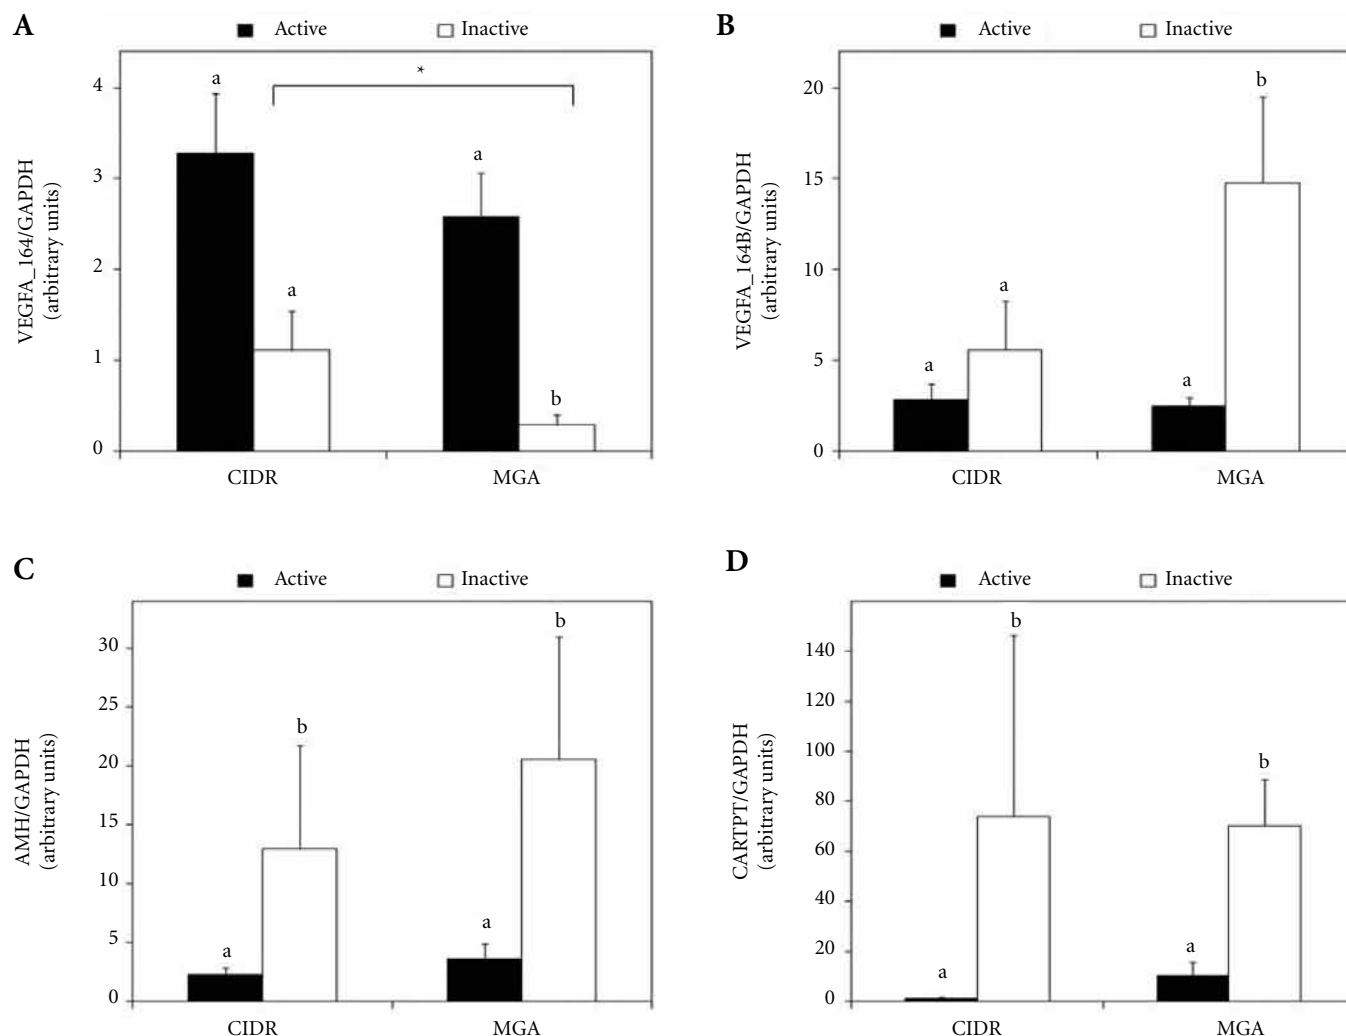 A
Active
Inactive
VEGFA_164/GAPDH
(arbitrary units)
4
3
2
1
0
a
a
*
a
b
CIDR
MGA
B
Active
Inactive
VEGFA_164B/GAPDH
(arbitrary units)
20
15
10
5
0
a
a
a
b
CIDR
MGA
C
Active
Inactive
AMH/GAPDH
(arbitrary units)
30
25
20
15
10
5
0
a
b
a
b
CIDR
MGA
D
Active
Inactive
CARTPT/GAPDH
(arbitrary units)
140
120
100
80
60
40
20
0
a
b
a
b
CIDR
MGA